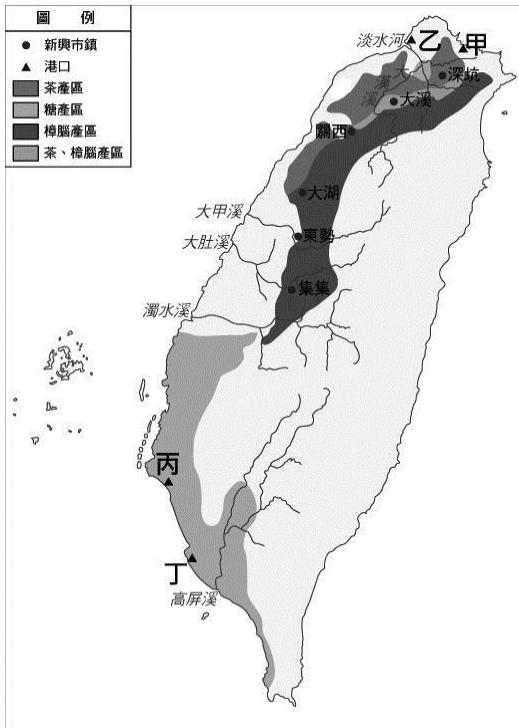 圖 例
新興市鎮
港口
茶產區
糖產區
樟腦產區
茶、樟腦產區
淡水河
乙
甲
大漢溪
深坑
大溪
關西
大湖
大甲溪
東勢
大肚溪
集集
濁水溪
丙
丁
高屏溪